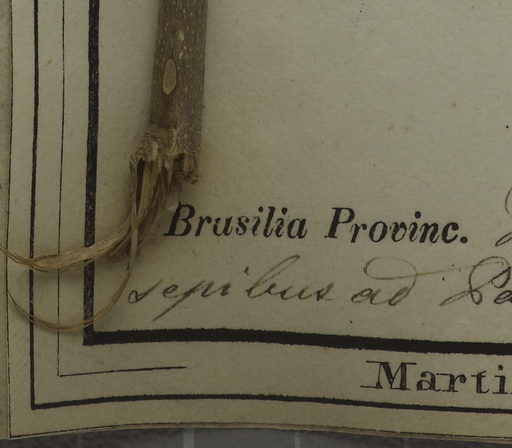 Brasilia Provinc.
sepibus ad
Marti